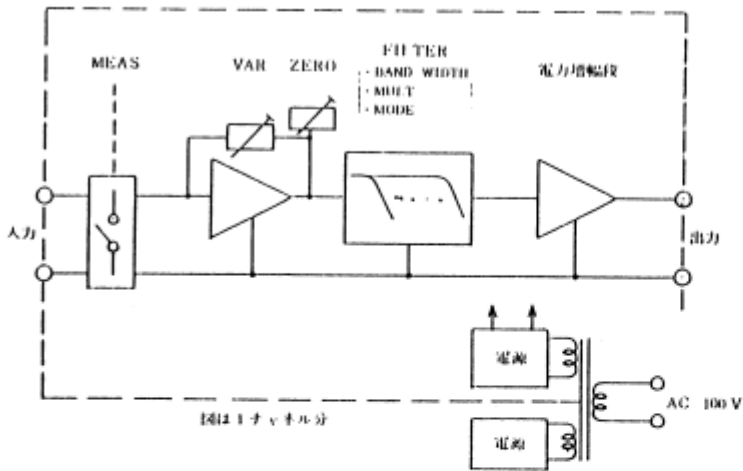 MEAS
VAR
ZERO
FILTER
・BAND WIDTH
・MULT
・MODE
電力増幅段
入力
出力
電源
電源
AC 100 V
図は1チャネル分